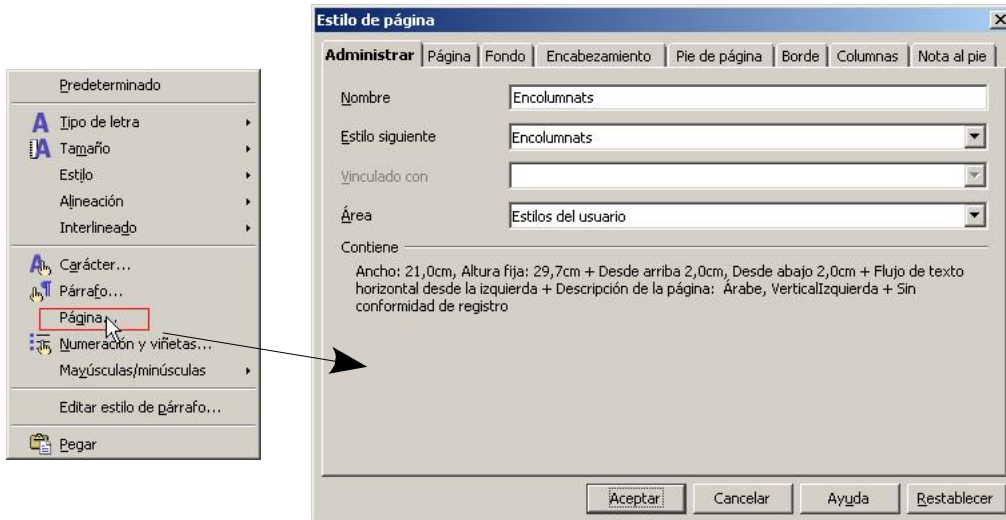 Predeterminado
Tipo de letra
Tamaño
Estilo
Alineación
Interlineado
Carácter...
Párrafo...
Página...
Numeración y viñetas...
Mayúsculas/minúsculas
Editar estilo de párrafo...
Pegar
Estilo de página
Administrar Página Fondo Encabezamiento Pie de página Borde Columnas Nota al pie
Nombre Encolumnats
Estilo siguiente Encolumnats
Vinculado con
Área Estilos del usuario
Contiene
Ancho: 21,0cm, Altura fija: 29,7cm + Desde arriba 2,0cm, Desde abajo 2,0cm + Flujo de texto
horizontal desde la izquierda + Descripción de la página: Árabe, VerticalIzquierda + Sin
conformidad de registro
Aceptar Cancelar Ayuda Restablecer